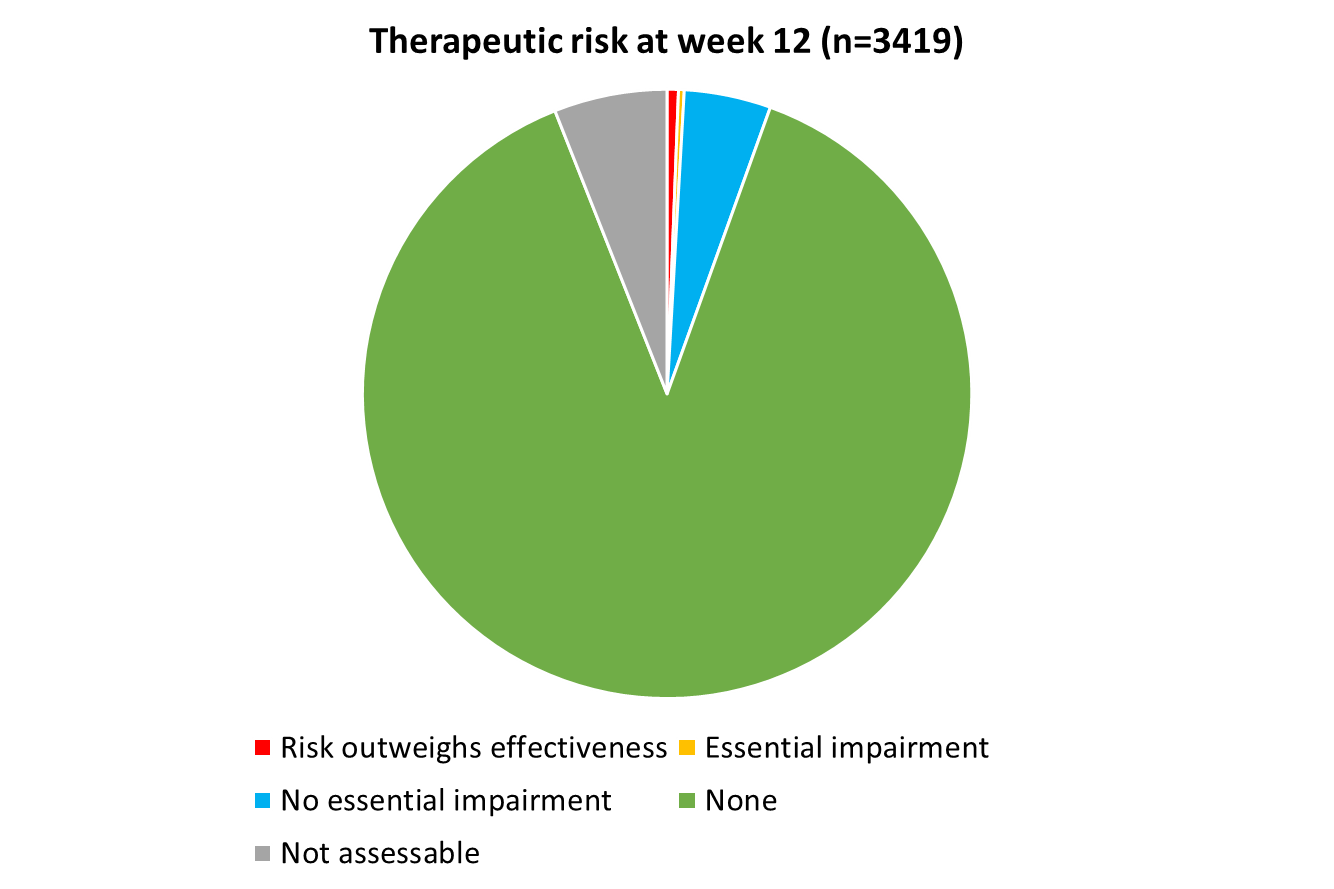 Therapeutic risk at week 12 (n=3419)
Risk outweighs effectiveness Essential impairment
No essential impairment None
Not assessable